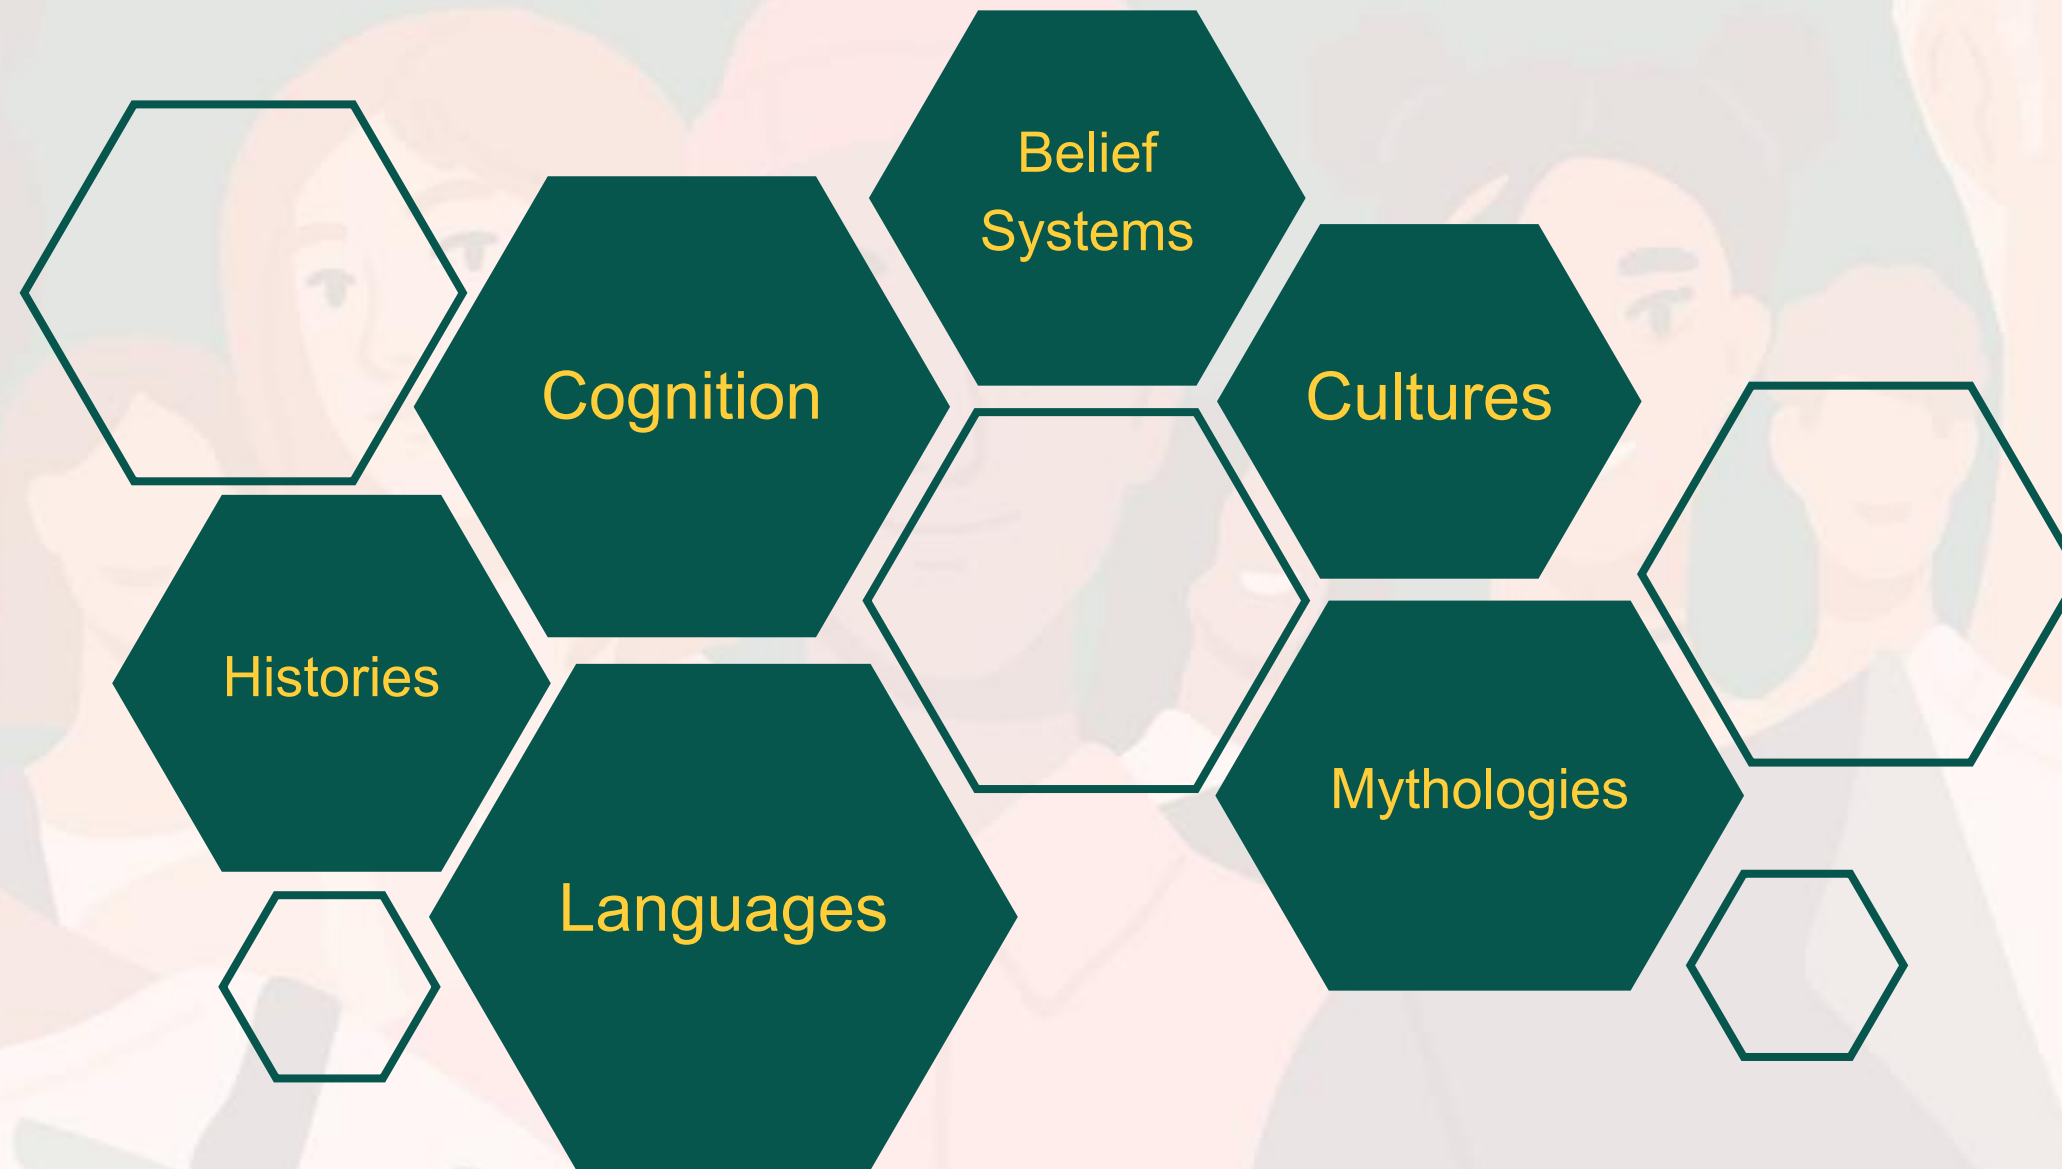 Belief
Systems
Cognition
Cultures
Histories
Mythologies
Languages